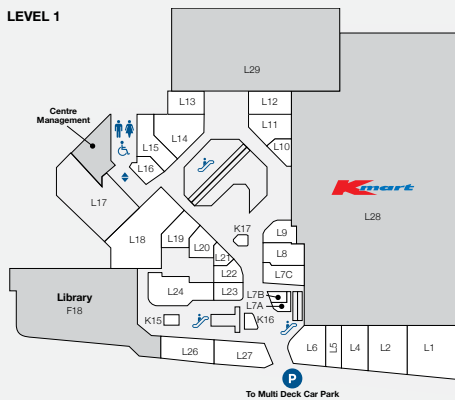 LEVEL 1
L29
L13
L12
Centre
Management
L14
L11
L15
L10
L16
Kmart
L17
L28
K17
L9
L18
L19
L20
L8
L21
L22
L7C
L24
L23
L7B
L7A
Library
F18
K15
K16
L26
L27
L6
L5
L4
L2
L1
P
To Multi Deck Car Park